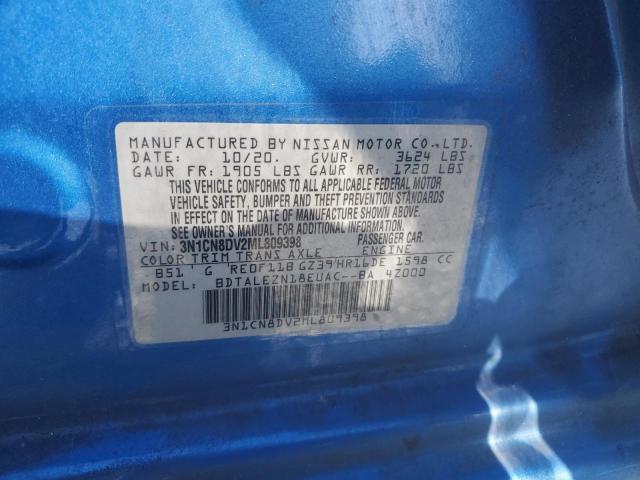 MANUFACTURED BY NISSAN MOTOR CO.,LTD.
DATE: 10/20. GVWR: 3624 LBS
GAWR FR: 1905 LBS GAWR RR: 1720 LBS
THIS VEHICLE CONFORMS TO ALL APPLICABLE FEDERAL MOTOR
VEHICLE SAFETY, BUMPER AND THEFT PREVENTION STANDARDS
IN EFFECT ON THE DATE OF MANUFACTURE SHOWN ABOVE.
SEE OWNER'S MANUAL FOR ADDITIONAL INFORMATION.
VIN: 3N1CN8DV2ML809398 PASSENGER CAR.
COLOR TRIM TRANS AXLE ENGINE
B51 G RE0F11B GZ39 HR16DE 1598 CC
MODEL BDTALEZN18EUAC--BA 4Z000
3N1CN8DV2ML809398